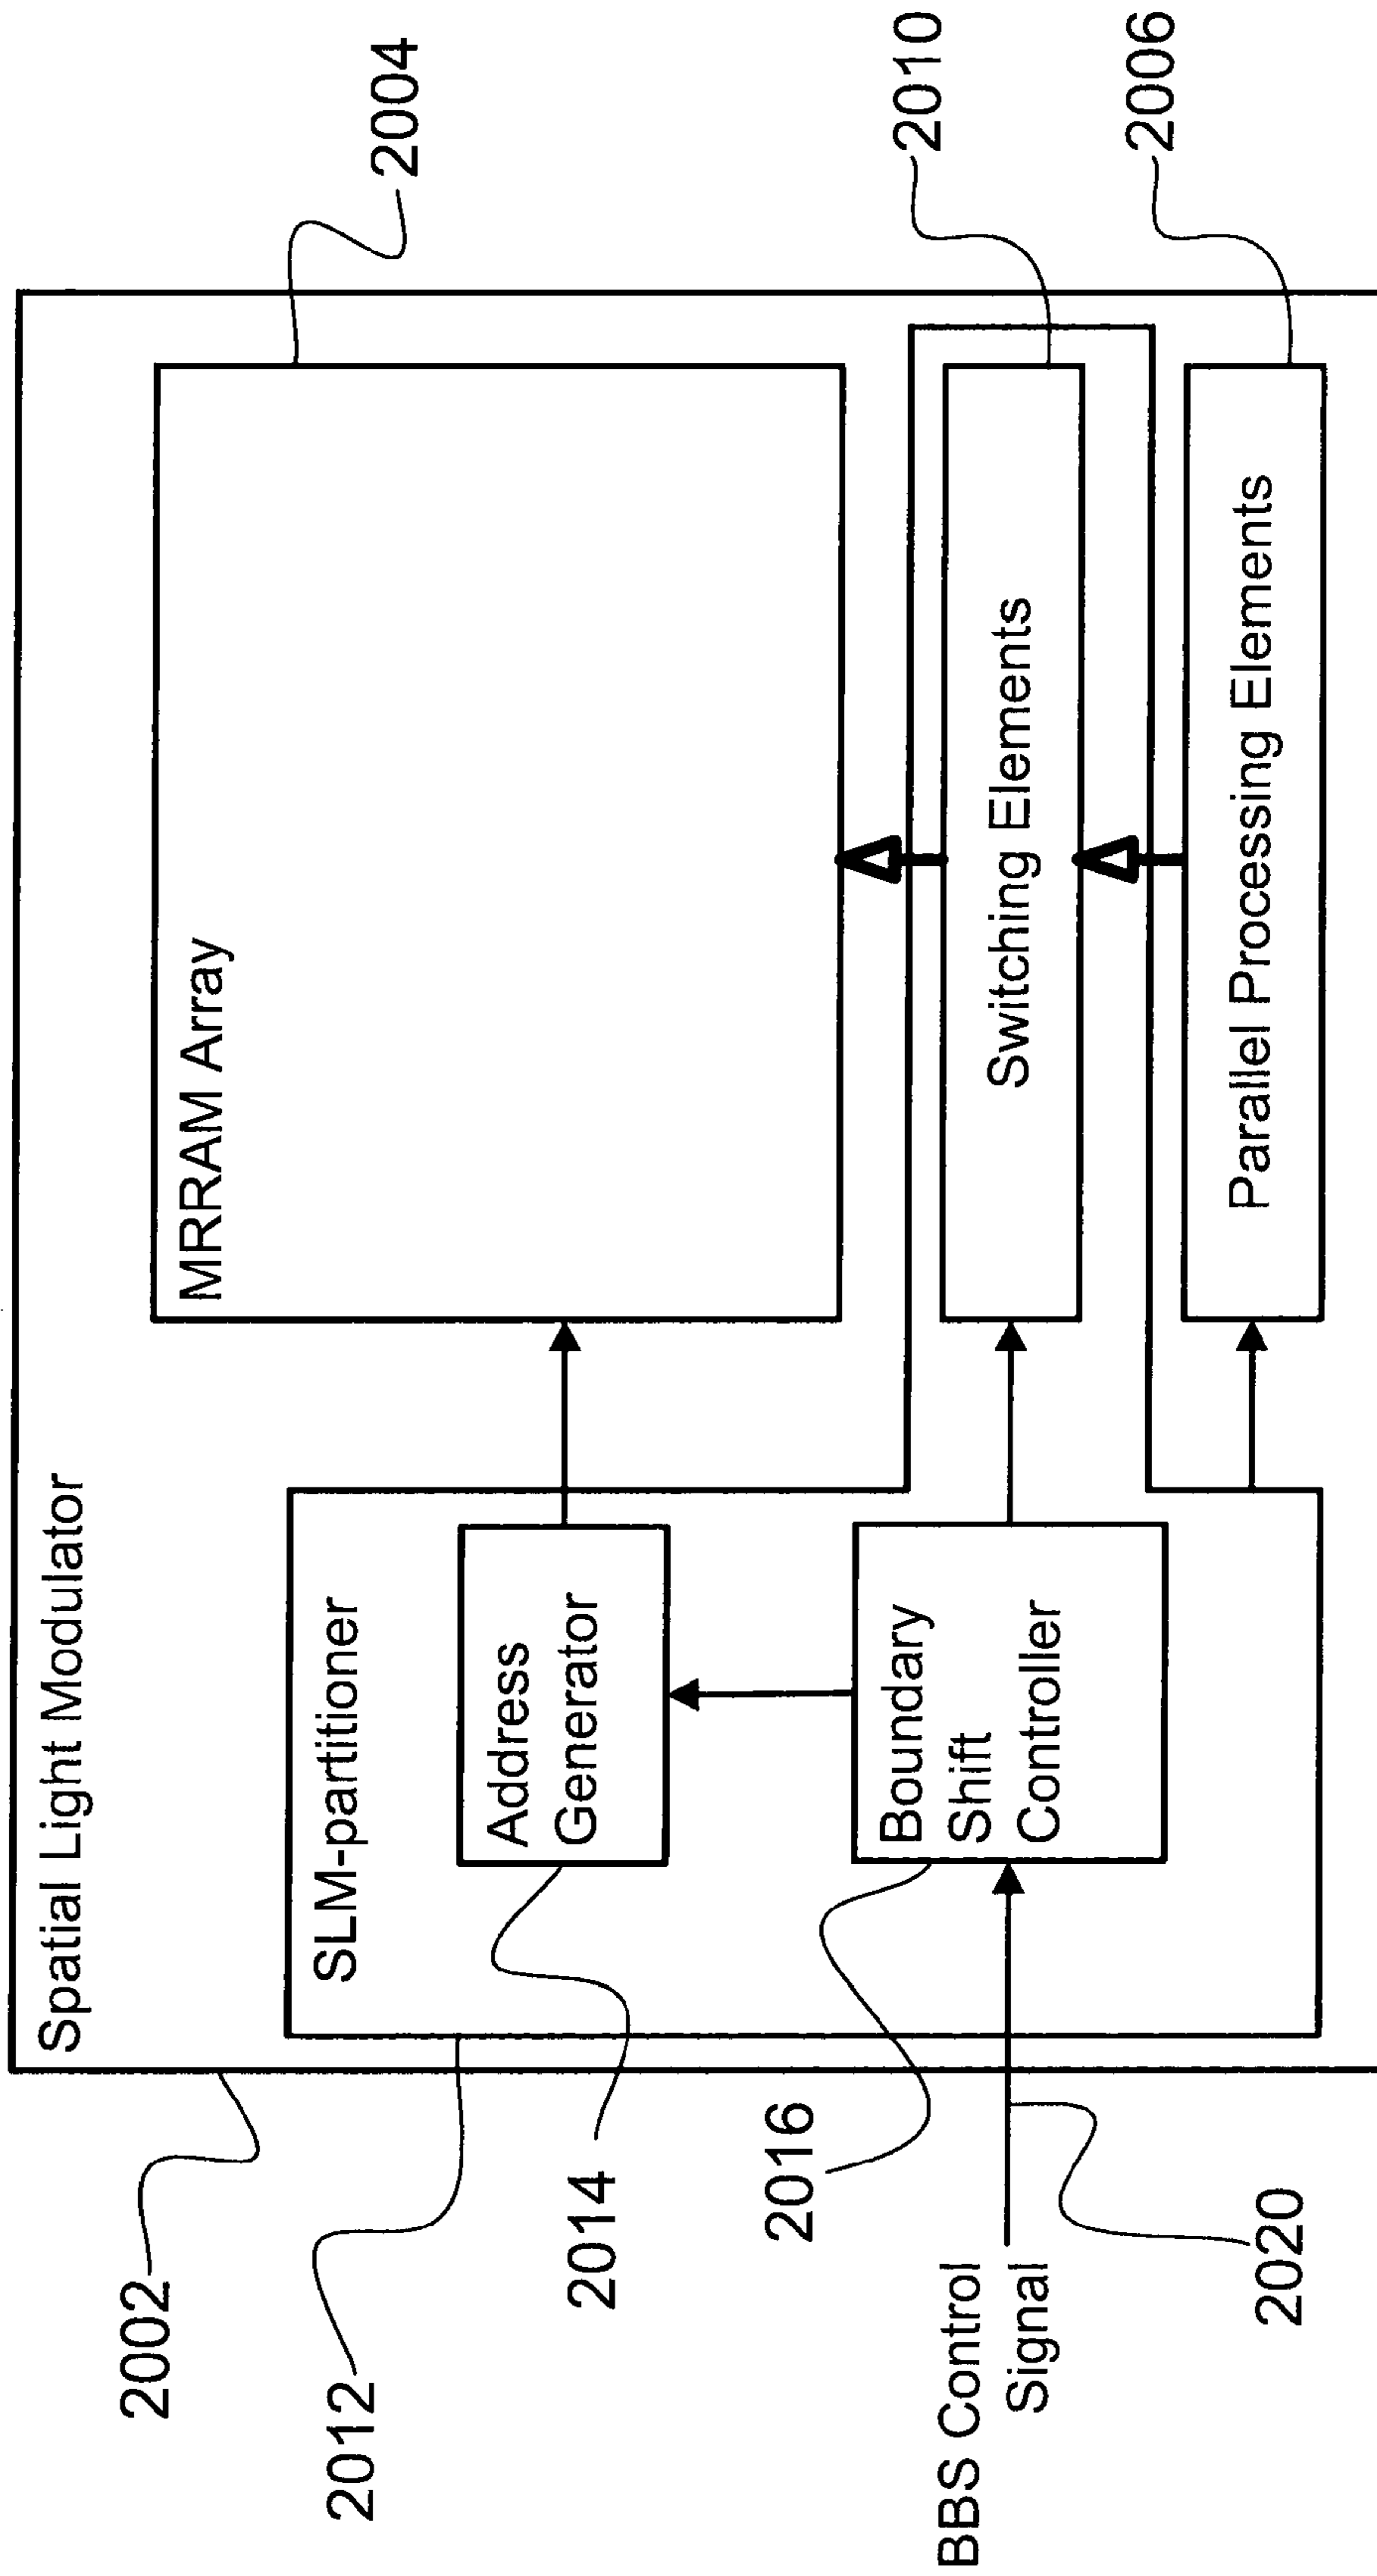 Spatial Light Modulator
2002
SLM-partitioner
2012
MRRAM Array
2004
Address
Generator
2014
Boundary
Shift
Controller
2016
Switching Elements
2010
BBS Control
Signal
2020
Parallel Processing Elements
2006